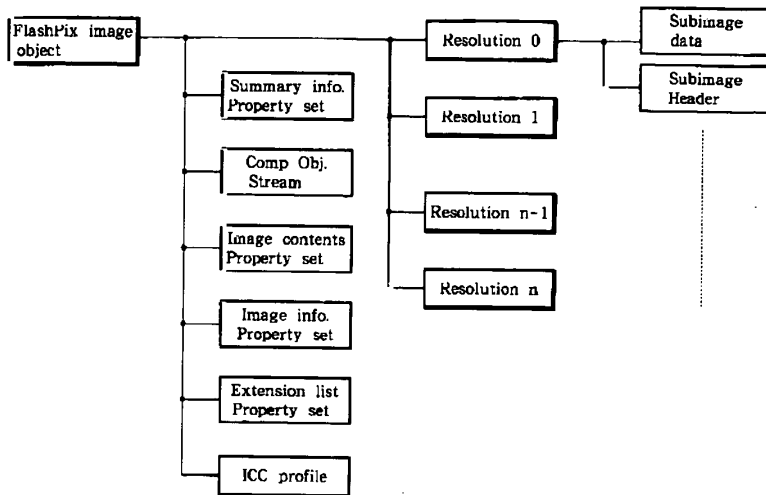 FlashPix image
object
Resolution 0
Subimage
data
Subimage
Header
Summary info.
Property set
Resolution 1
Comp Obj.
Stream
Resolution n-1
Image contents
Property set
Resolution n
Image info.
Property set
Extension list
Property set
ICC profile